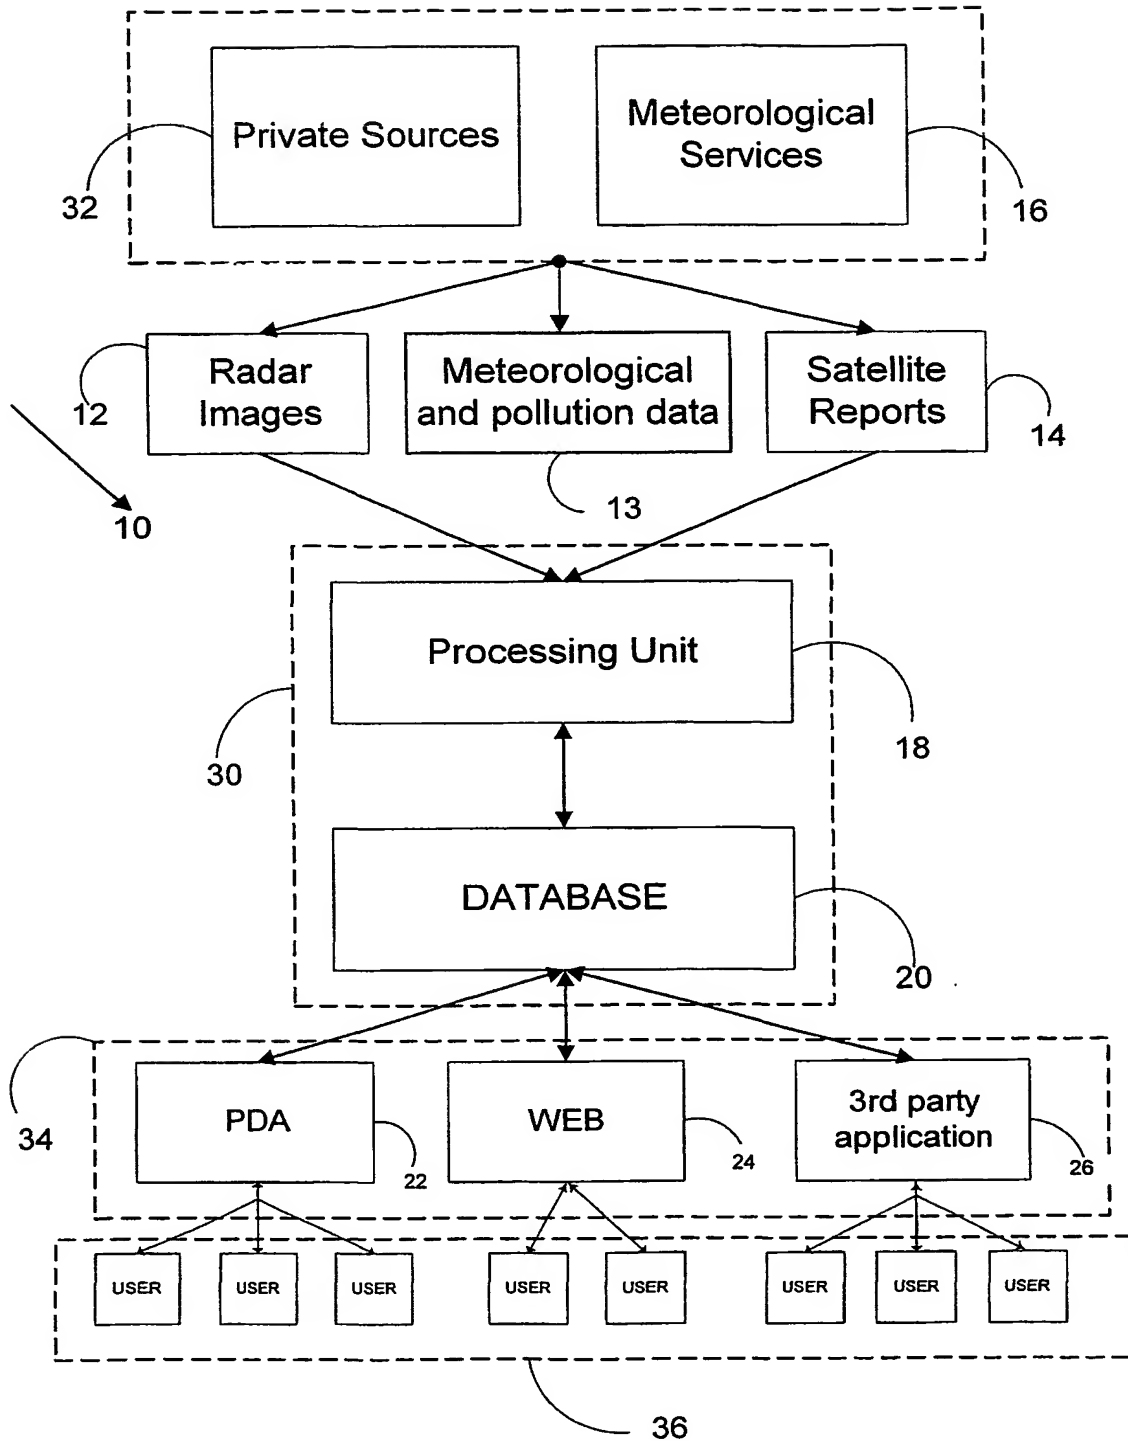 Private Sources
Meteorological
Services
32
16
Radar
Images
Meteorological
and pollution data
Satellite
Reports
12
14
13
10
Processing Unit
18
30
DATABASE
20
34
PDA
WEB
3rd party
application
22
24
26
USER
USER
USER
USER
USER
USER
USER
USER
36